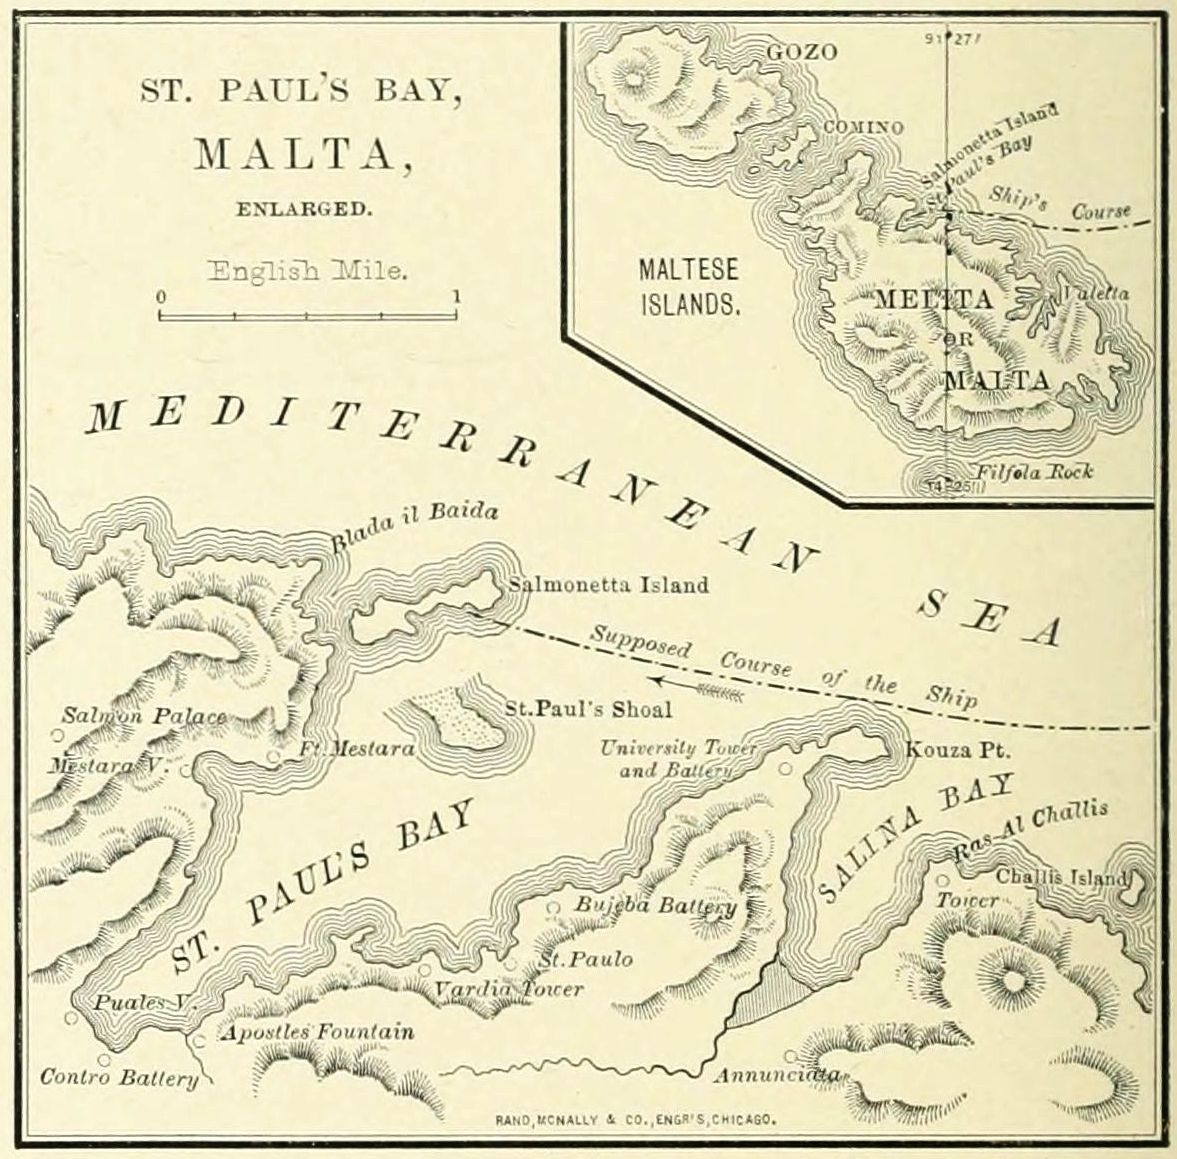 ST. PAUL'S BAY,
MALTA,
ENLARGED.
English Mile.
0 1
GOZO
COMINO
Salmonetta Island
St. Paul's Bay
Ship's Course
MALTESE
ISLANDS.
MELITA
OR
MALTA
Valetta
Filfola Rock
MEDITERRANEAN SEA
Blada il Baida
Salmonetta Island
Supposed Course of the Ship
St. Paul's Shoal
Salmon Palace
Mestara V.
Ft. Mestara
University Tower
and Battery
Kouza Pt.
SALINA BAY
Ras Al Challis
Challis Island
Tower
ST. PAUL'S BAY
Bujeba Battery
St. Paulo
Vardia Tower
Puales V.
Apostles Fountain
Contro Battery
Annunciata
RAND, MCNALLY & CO., ENGR'S, CHICAGO.